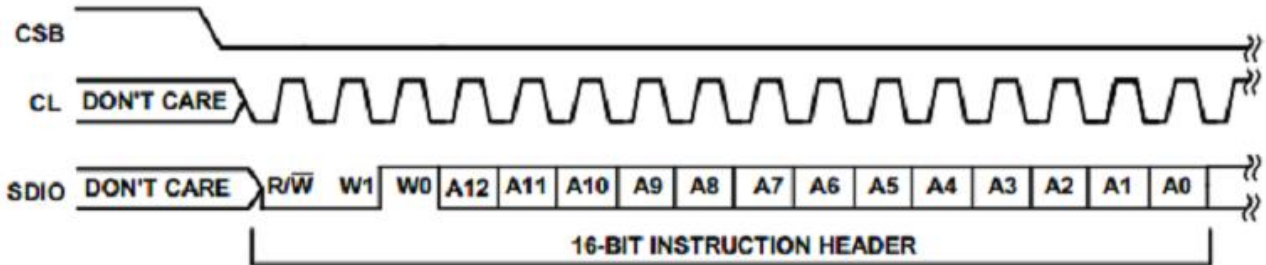 CSB
CL DON'T CARE
SDIO DON'T CARE R/W̅ W1 W0 A12 A11 A10 A9 A8 A7 A6 A5 A4 A3 A2 A1 A0
16-BIT INSTRUCTION HEADER